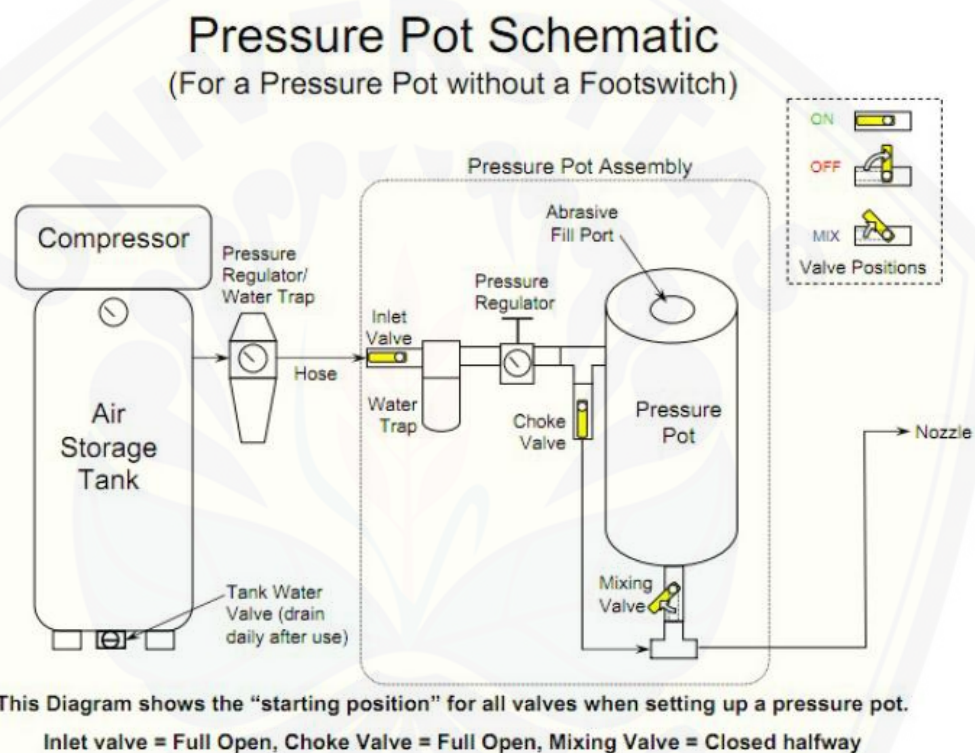 UNIVERSITAS
Pressure Pot Schematic
(For a Pressure Pot without a Footswitch)
ON
OFF
MIX
Valve Positions
Pressure Pot Assembly
Compressor
Pressure
Regulator/
Water Trap
Abrasive
Fill Port
Pressure
Regulator
Inlet
Valve
Hose
Water
Trap
Choke
Valve
Pressure
Pot
Nozzle
Air
Storage
Tank
Tank Water
Valve (drain
daily after use)
Mixing
Valve
This Diagram shows the “starting position” for all valves when setting up a pressure pot.
Inlet valve = Full Open, Choke Valve = Full Open, Mixing Valve = Closed halfway